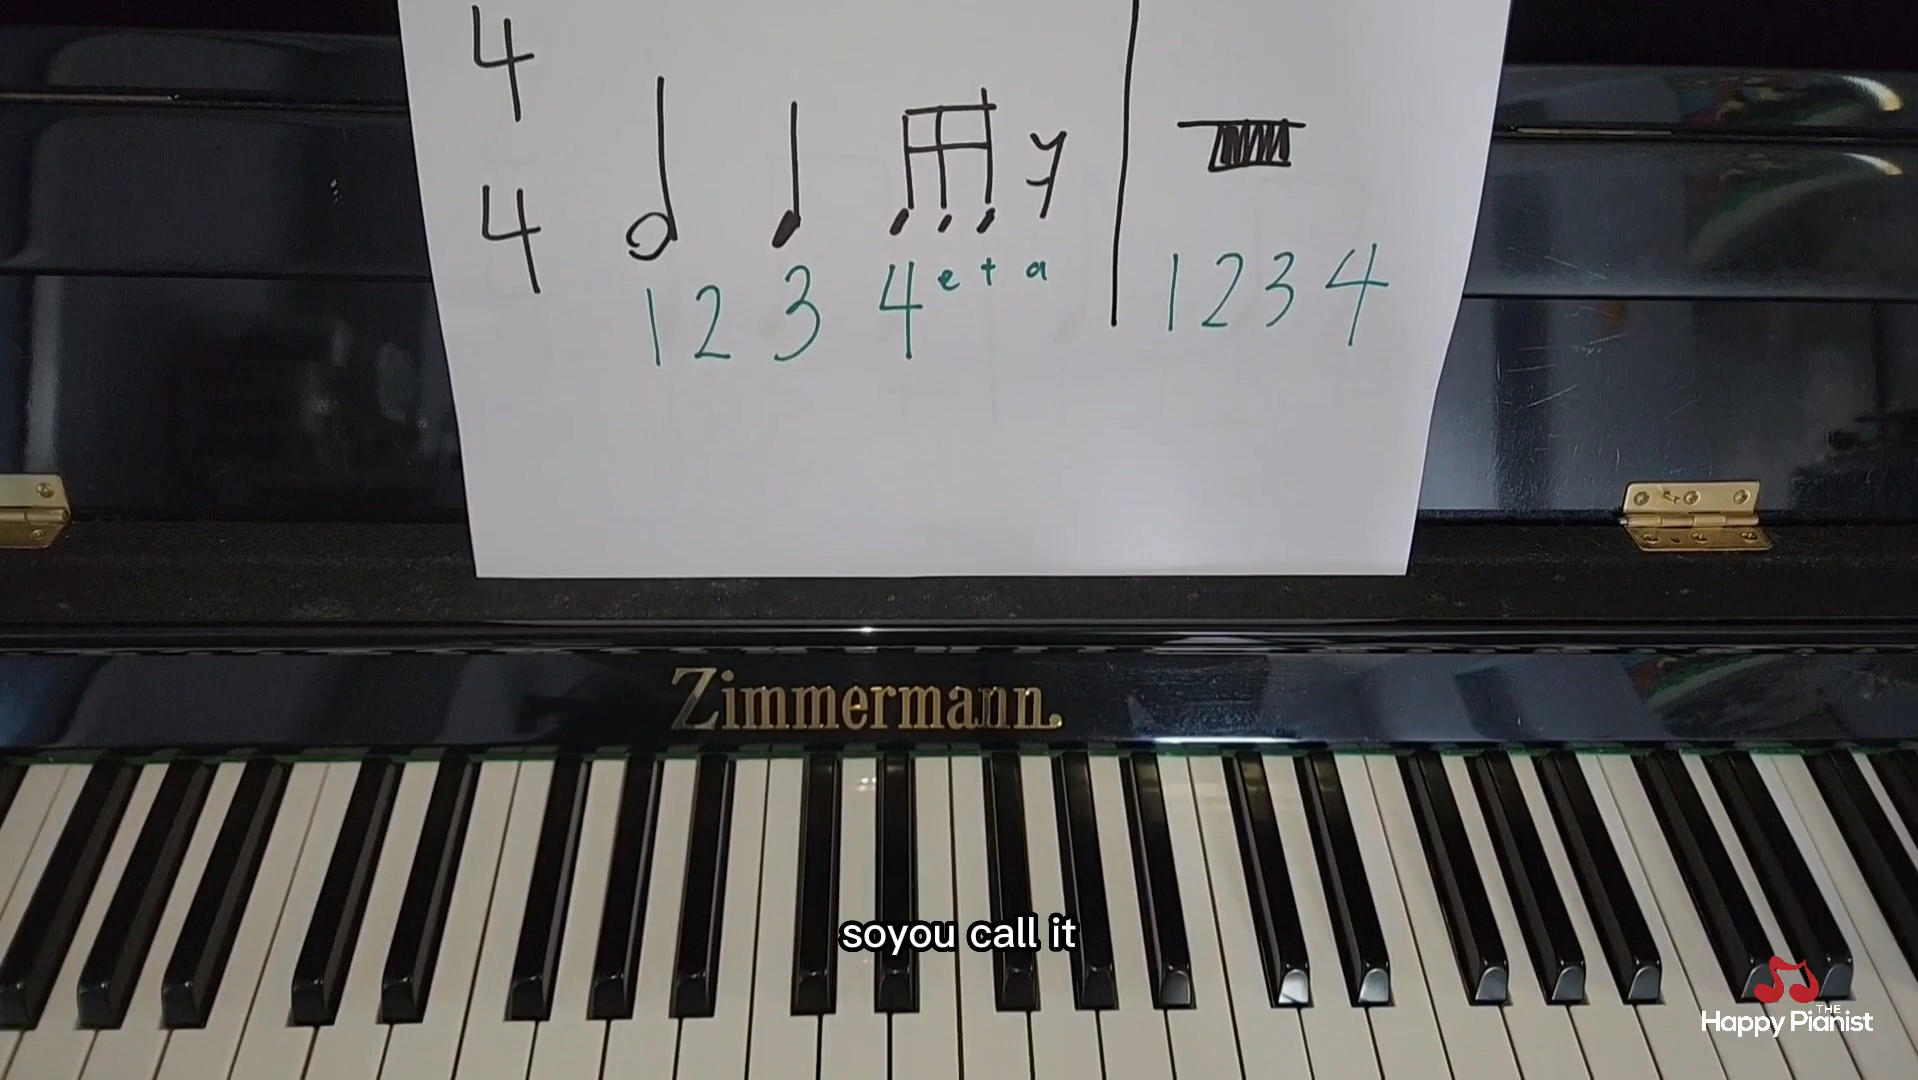 4
4
1 2 3 4 e + a 1 2 3 4
Zimmermann.
soyou call it
THE
Happy Pianist